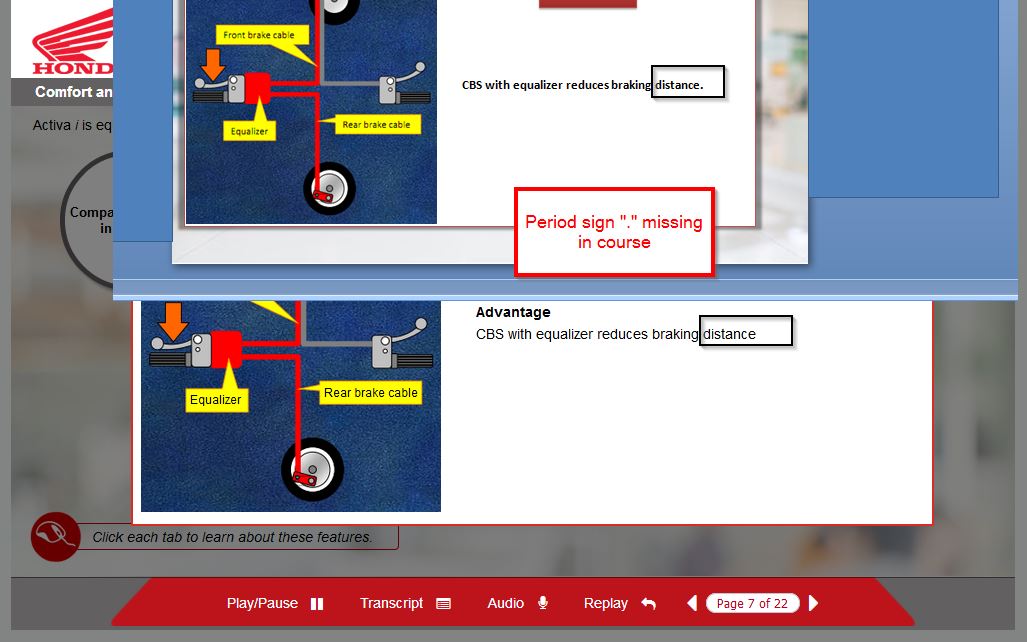 HOND
Comfort an
Activa i is eq
Compa
in
Front brake cable
Equalizer
Rear brake cable
CBS with equalizer reduces braking distance.
Period sign "." missing
in course
Equalizer
Rear brake cable
Advantage
CBS with equalizer reduces braking distance
Click each tab to learn about these features.
Play/Pause
Transcript
Audio
Replay
Page 7 of 22